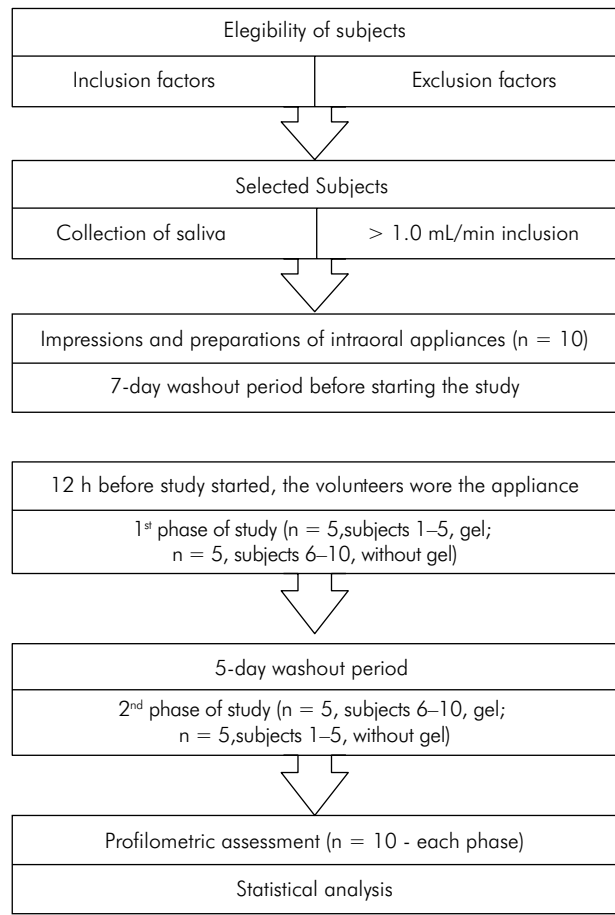 Elegibility of subjects
Inclusion factors
Exclusion factors
Selected Subjects
Collection of saliva
> 1.0 mL/min inclusion
Impressions and preparations of intraoral appliances (n = 10)
7-day washout period before starting the study
12 h before study started, the volunteers wore the appliance
1st phase of study (n = 5,subjects 1–5, gel;
n = 5, subjects 6–10, without gel)
5-day washout period
2nd phase of study (n = 5, subjects 6–10, gel;
n = 5,subjects 1–5, without gel)
Profilometric assessment (n = 10 - each phase)
Statistical analysis